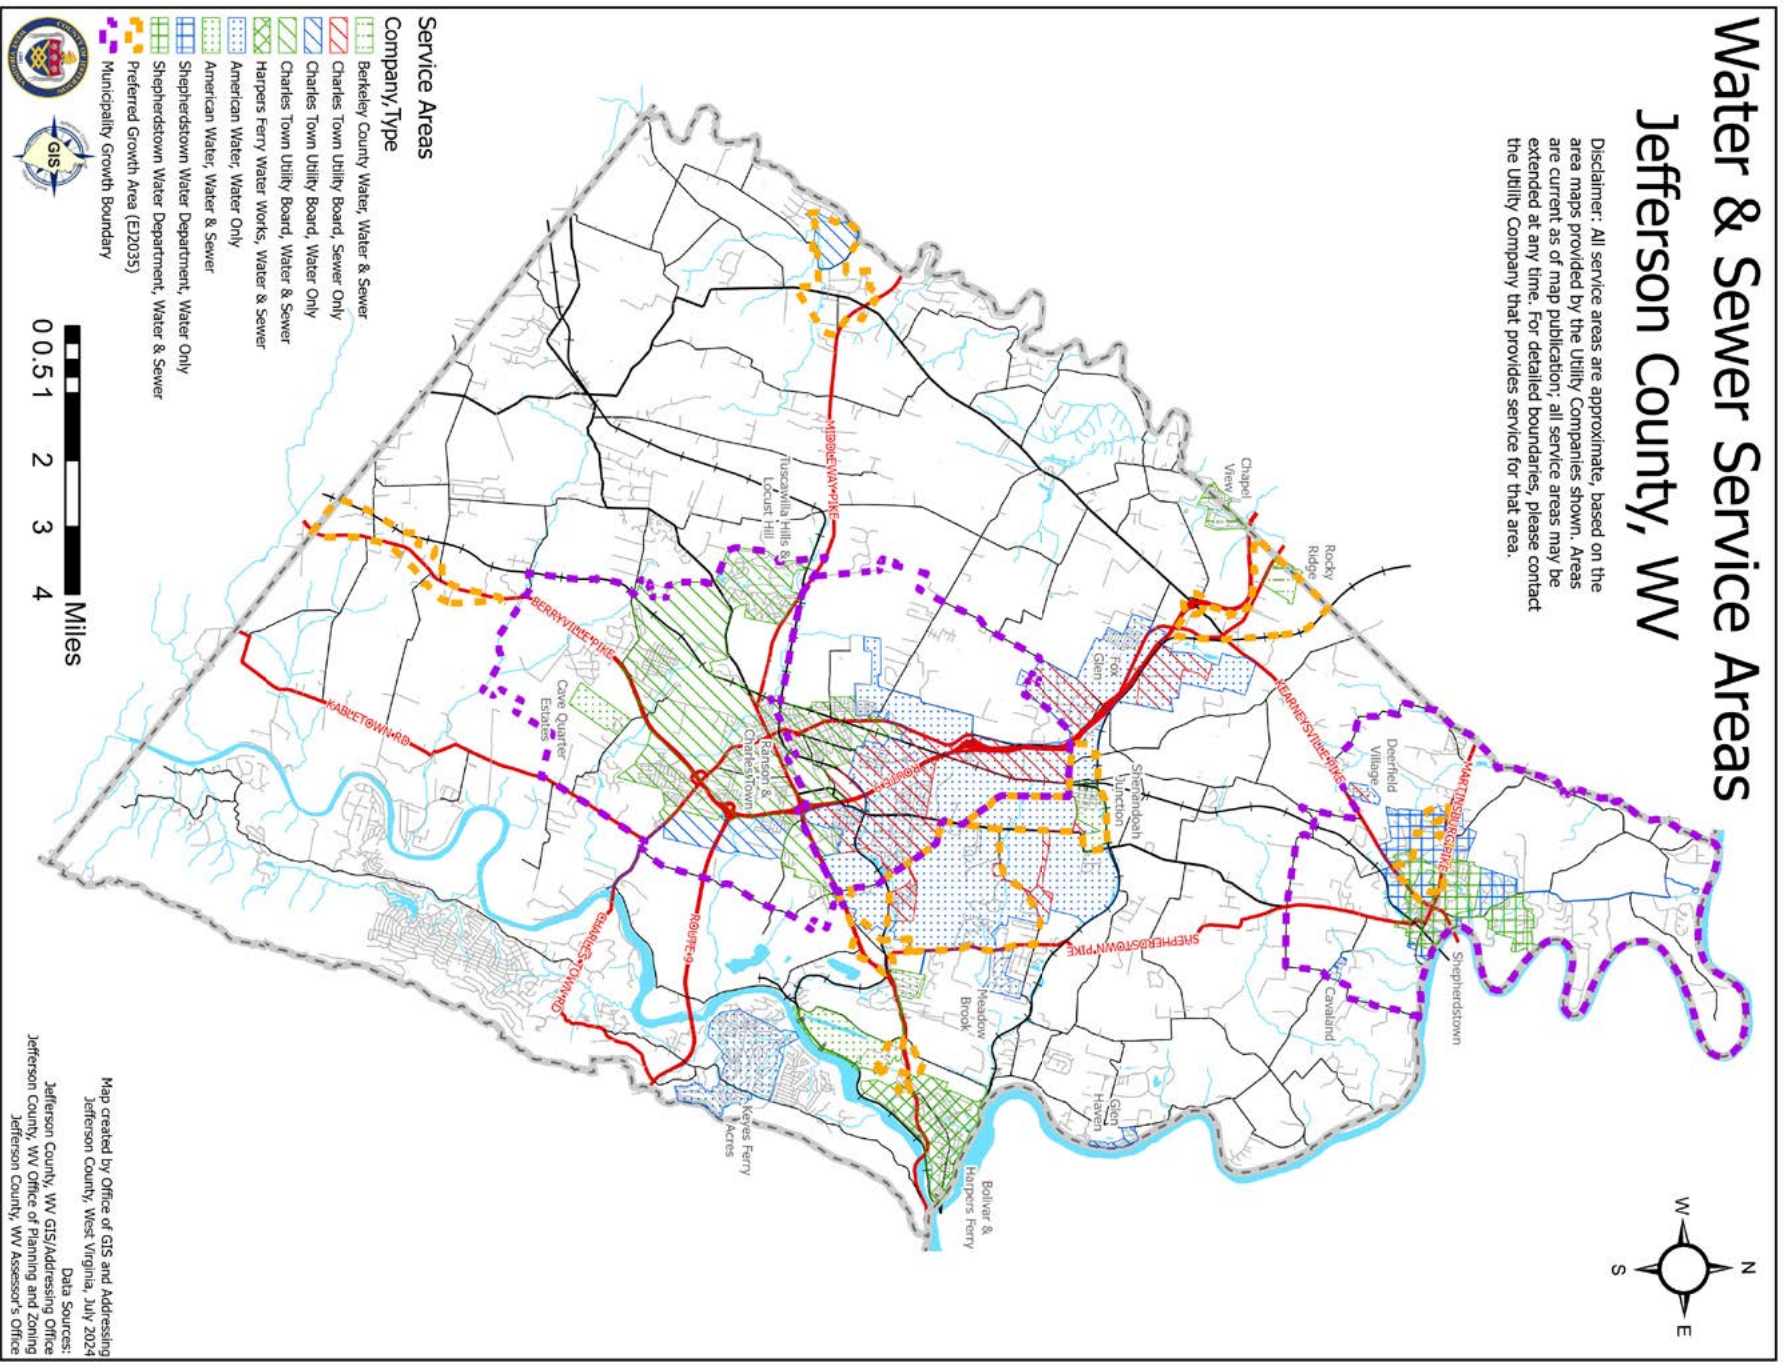 Water & Sewer Service Areas
Jefferson County, WV
Disclaimer: All service areas are approximate, based on the
area maps provided by the Utility Companies shown. Areas
are current as of map publication; all service areas may be
extended at any time. For detailed boundaries, please contact
the Utility Company that provides service for that area.
N
W
E
S
Chapel
View
Rocky
Ridge
KEARNEYSVILLE PIKE
MARTINSBURG PIKE
Deerfield
Village
Shepherdstown
Cavaland
SHEPHERDSTOWN PIKE
Fox
Glen
Shenandoah
Junction
MIDDLEWAY PIKE
Tuscawilla Hills &
Locust Hill
ROUTE 9
Ranson &
Charles Town
Meadow
Brook
Glen
Haven
Bolivar &
Harpers Ferry
Keyes Ferry
Acres
BERRYVILLE PIKE
Cave Quarter
Estates
KABLETOWN RD
ROUTE 9
CHARLES TOWN RD
Service Areas
Company,Type
Berkeley County Water, Water & Sewer
Charles Town Utility Board, Sewer Only
Charles Town Utility Board, Water Only
Charles Town Utility Board, Water & Sewer
Harpers Ferry Water Works, Water & Sewer
American Water, Water Only
American Water, Water & Sewer
Shepherdstown Water Department, Water Only
Shepherdstown Water Department, Water & Sewer
Preferred Growth Area (EJ2035)
Municipality Growth Boundary
GIS
0 0.5 1 2 3 4
Miles
Map created by Office of GIS and Addressing
Jefferson County, West Virginia, July 2024
Data Sources:
Jefferson County, WV GIS/Addressing Office
Jefferson County, WV Office of Planning and Zoning
Jefferson County, WV Assessor's Office